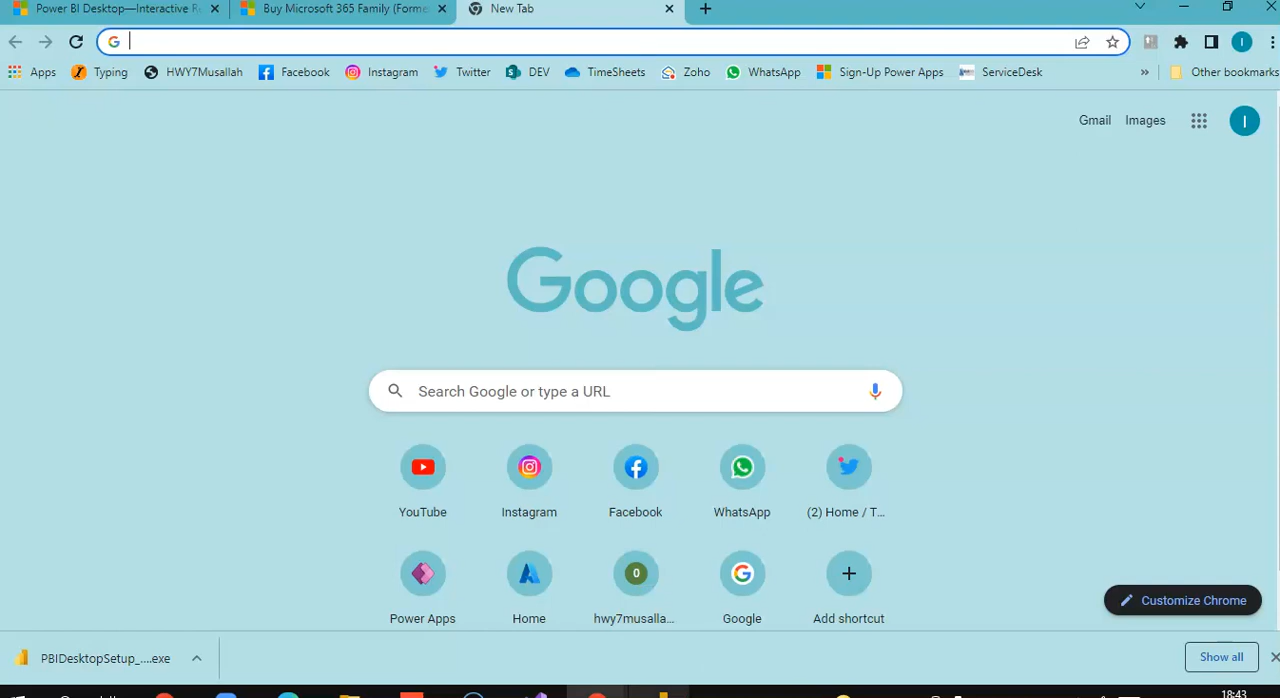 Power BI Desktop—Interactive R
Buy Microsoft 365 Family (Forme
New Tab
Apps
Typing
HWY7Musallah
Facebook
Instagram
Twitter
DEV
TimeSheets
Zoho
WhatsApp
Sign-Up Power Apps
ServiceDesk
»
Other bookmarks
Gmail
Images
I
Google
Search Google or type a URL
YouTube
Instagram
Facebook
WhatsApp
(2) Home / T...
0
Power Apps
Home
hwy7musalla...
Google
Add shortcut
Customize Chrome
PBIDesktopSetup_....exe
Show all
18:43